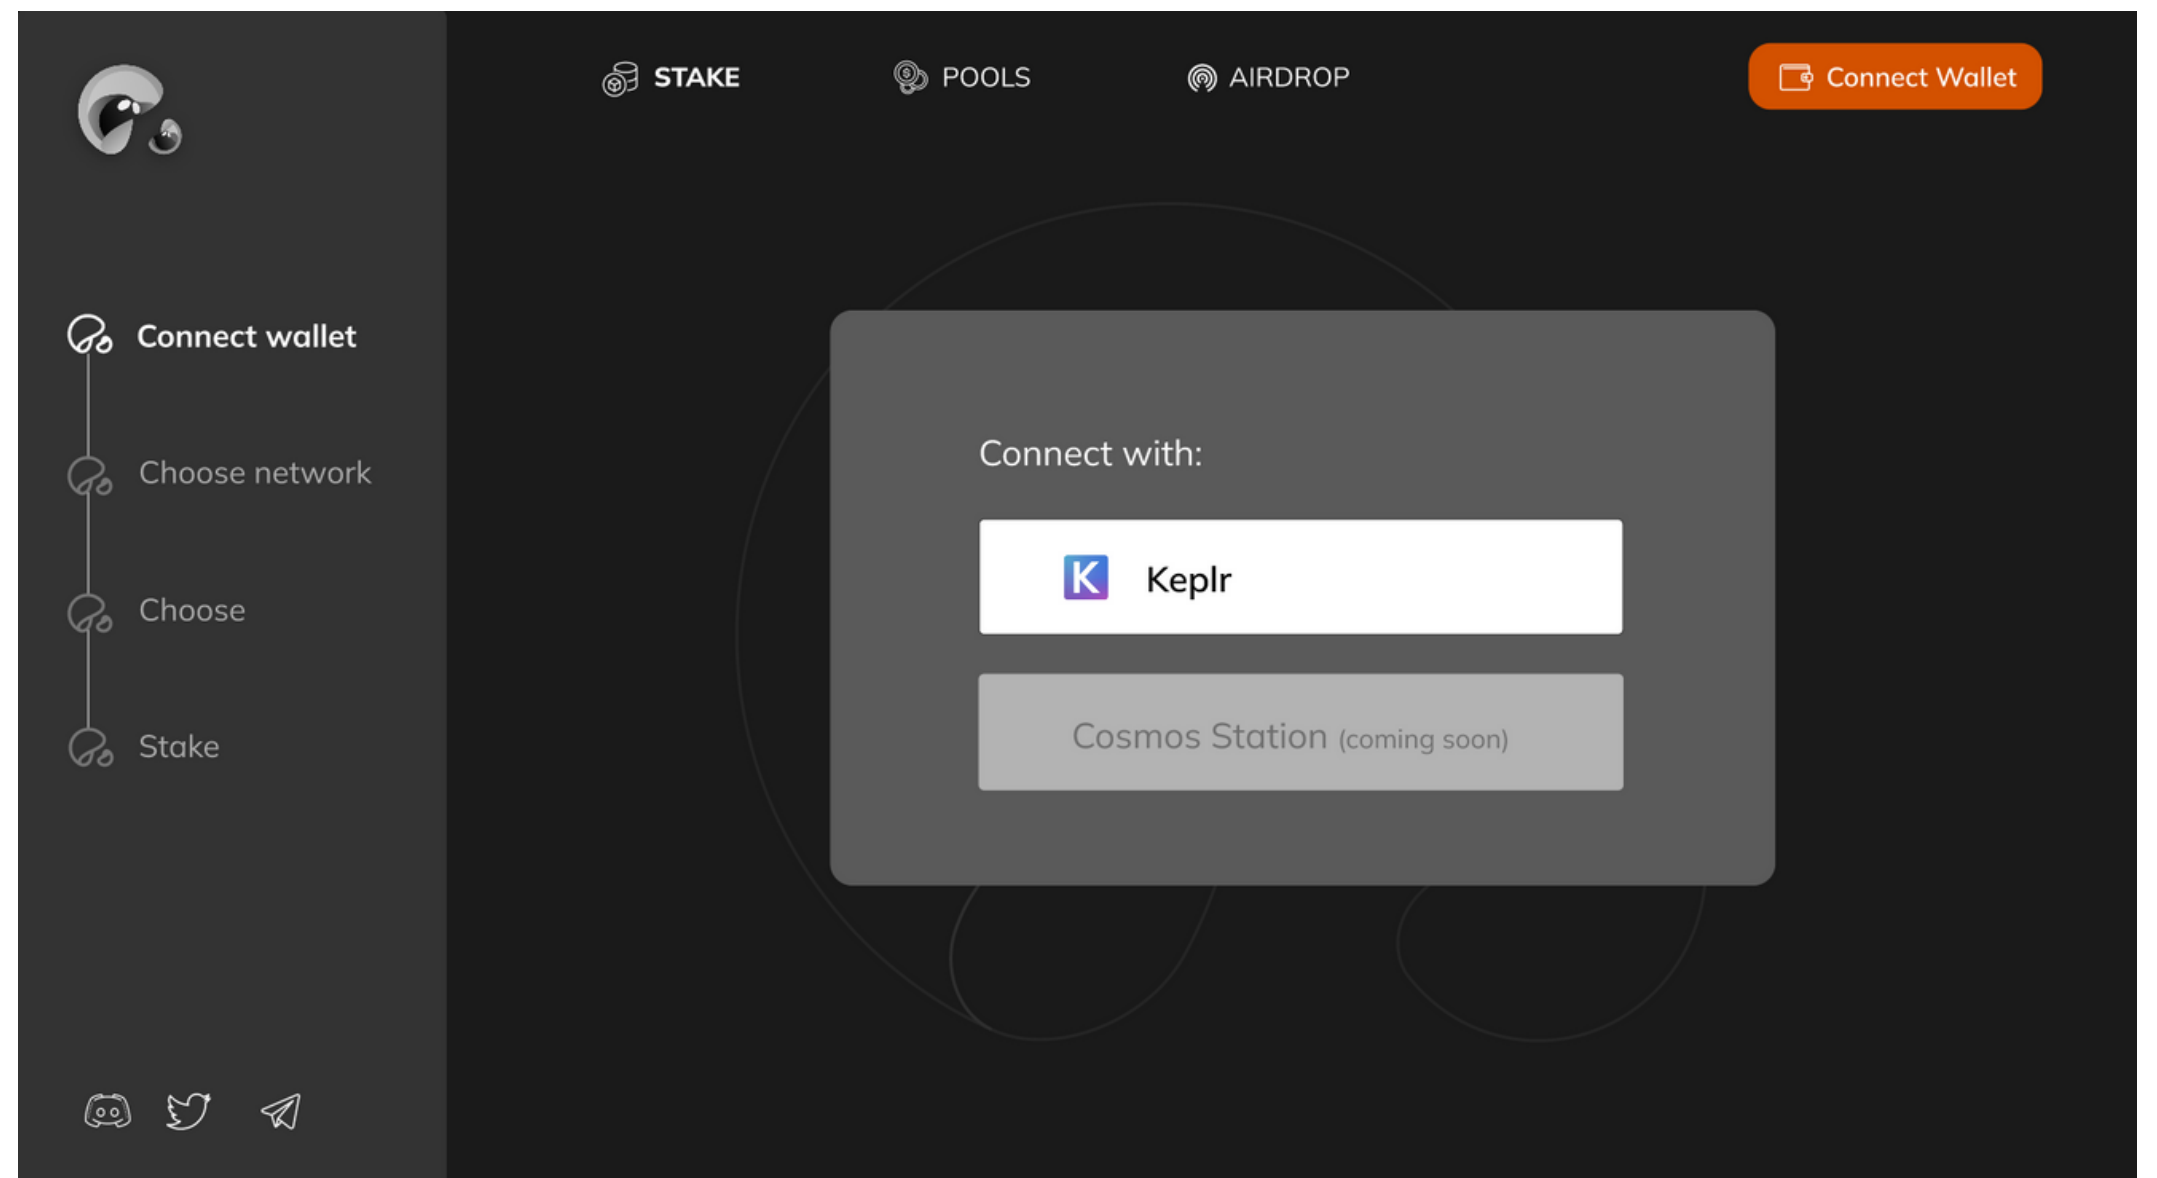 STAKE
POOLS
AIRDROP
Connect Wallet
Connect wallet
Choose network
Choose
Stake
Connect with:
K Keplr
Cosmos Station (coming soon)